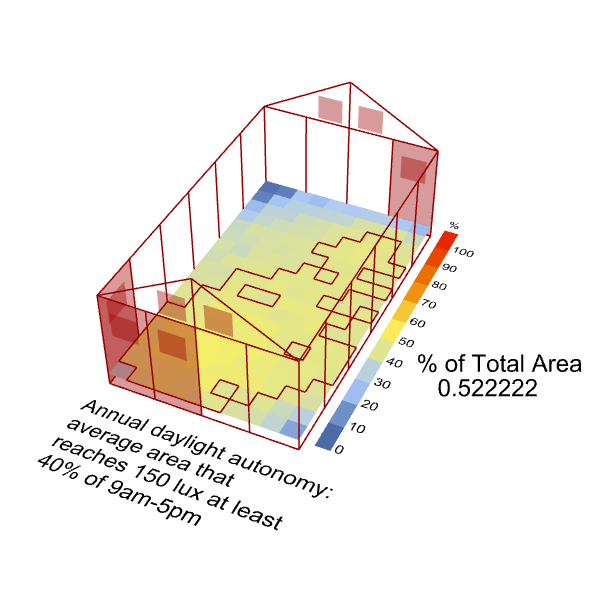 %
100
90
80
70
60
50
40
30
20
10
0
% of Total Area
0.522222
Annual daylight autonomy:
average area that
reaches 150 lux at least
40% of 9am-5pm